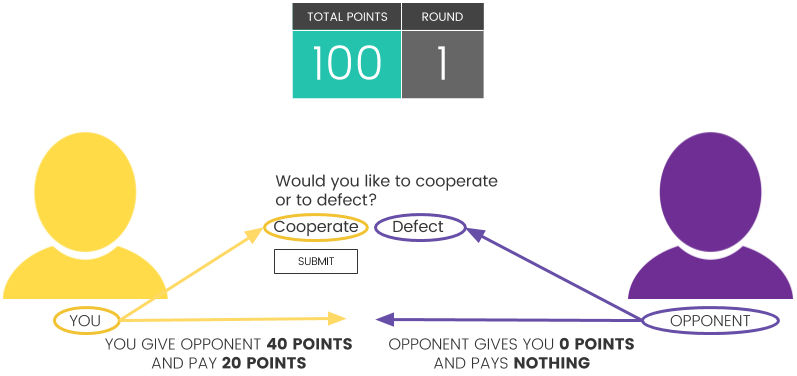 TOTAL POINTS ROUND
100 1
Would you like to cooperate
or to defect?
Cooperate Defect
SUBMIT
YOU OPPONENT
YOU GIVE OPPONENT 40 POINTS
AND PAY 20 POINTS
OPPONENT GIVES YOU 0 POINTS
AND PAYS NOTHING